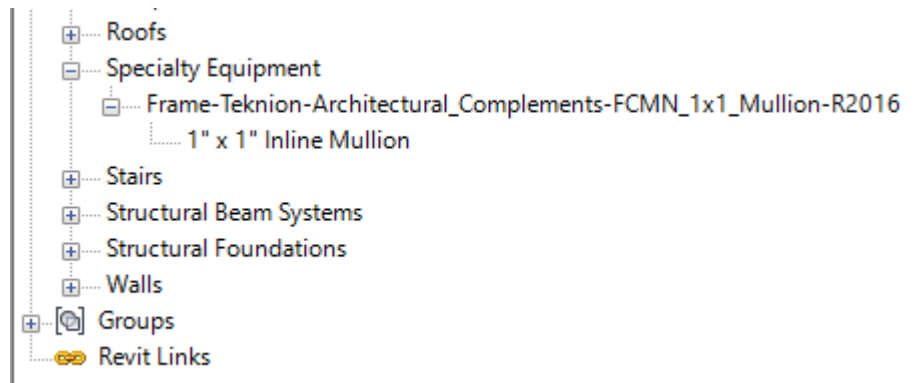 Roofs
Specialty Equipment
Frame-Teknion-Architectural_Complements-FCMN_1x1_Mullion-R2016
1" x 1" Inline Mullion
Stairs
Structural Beam Systems
Structural Foundations
Walls
Groups
Revit Links